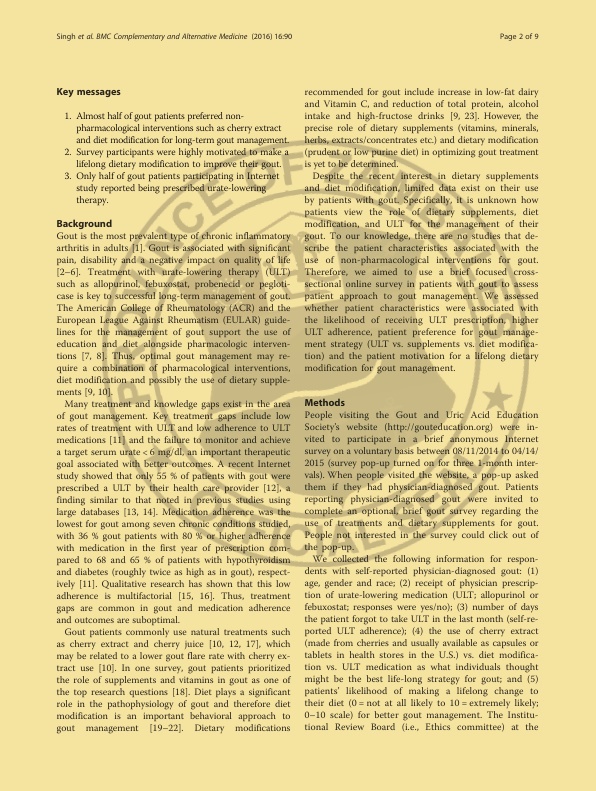 Singh et al. BMC Complementary and Alternative Medicine (2016) 16:90
Page 2 of 9
Key messages
1. Almost half of gout patients preferred non-
pharmacological interventions such as cherry extract
and diet modification for long-term gout management.
2. Survey participants were highly motivated to make a
lifelong dietary modification to improve their gout.
3. Only half of gout patients participating in Internet
study reported being prescribed urate-lowering
therapy.
Background
Gout is the most prevalent type of chronic inflammatory
arthritis in adults [1]. Gout is associated with significant
pain, disability and a negative impact on quality of life
[2–6]. Treatment with urate-lowering therapy (ULT)
such as allopurinol, febuxostat, probenecid or pegloti-
case is key to successful long-term management of gout.
The American College of Rheumatology (ACR) and the
European League Against Rheumatism (EULAR) guide-
lines for the management of gout support the use of
education and diet alongside pharmacologic interven-
tions [7, 8]. Thus, optimal gout management may re-
quire a combination of pharmacological interventions,
diet modification and possibly the use of dietary supple-
ments [9, 10].
Many treatment and knowledge gaps exist in the area
of gout management. Key treatment gaps include low
rates of treatment with ULT and low adherence to ULT
medications [11] and the failure to monitor and achieve
a target serum urate < 6 mg/dl, an important therapeutic
goal associated with better outcomes. A recent Internet
study showed that only 55 % of patients with gout were
prescribed a ULT by their health care provider [12], a
finding similar to that noted in previous studies using
large databases [13, 14]. Medication adherence was the
lowest for gout among seven chronic conditions studied,
with 36 % gout patients with 80 % or higher adherence
with medication in the first year of prescription com-
pared to 68 and 65 % of patients with hypothyroidism
and diabetes (roughly twice as high as in gout), respect-
ively [11]. Qualitative research has shown that this low
adherence is multifactorial [15, 16]. Thus, treatment
gaps are common in gout and medication adherence
and outcomes are suboptimal.
Gout patients commonly use natural treatments such
as cherry extract and cherry juice [10, 12, 17], which
may be related to a lower gout flare rate with cherry ex-
tract use [10]. In one survey, gout patients prioritized
the role of supplements and vitamins in gout as one of
the top research questions [18]. Diet plays a significant
role in the pathophysiology of gout and therefore diet
modification is an important behavioral approach to
gout management [19–22]. Dietary modifications
recommended for gout include increase in low-fat dairy
and Vitamin C, and reduction of total protein, alcohol
intake and high-fructose drinks [9, 23]. However, the
precise role of dietary supplements (vitamins, minerals,
herbs, extracts/concentrates etc.) and dietary modification
(prudent or low purine diet) in optimizing gout treatment
is yet to be determined.
Despite the recent interest in dietary supplements
and diet modification, limited data exist on their use
by patients with gout. Specifically, it is unknown how
patients view the role of dietary supplements, diet
modification, and ULT for the management of their
gout. To our knowledge, there are no studies that de-
scribe the patient characteristics associated with the
use of non-pharmacological interventions for gout.
Therefore, we aimed to use a brief focused cross-
sectional online survey in patients with gout to assess
patient approach to gout management. We assessed
whether patient characteristics were associated with
the likelihood of receiving ULT prescription, higher
ULT adherence, patient preference for gout manage-
ment strategy (ULT vs. supplements vs. diet modifica-
tion) and the patient motivation for a lifelong dietary
modification for gout management.
Methods
People visiting the Gout and Uric Acid Education
Society's website (http://gouteducation.org) were in-
vited to participate in a brief anonymous Internet
survey on a voluntary basis between 08/11/2014 to 04/14/
2015 (survey pop-up turned on for three 1-month inter-
vals). When people visited the website, a pop-up asked
them if they had physician-diagnosed gout. Patients
reporting physician-diagnosed gout were invited to
complete an optional, brief gout survey regarding the
use of treatments and dietary supplements for gout.
People not interested in the survey could click out of
the pop-up.
We collected the following information for respon-
dents with self-reported physician-diagnosed gout: (1)
age, gender and race; (2) receipt of physician prescrip-
tion of urate-lowering medication (ULT; allopurinol or
febuxostat; responses were yes/no); (3) number of days
the patient forgot to take ULT in the last month (self-re-
ported ULT adherence); (4) the use of cherry extract
(made from cherries and usually available as capsules or
tablets in health stores in the U.S.) vs. diet modifica-
tion vs. ULT medication as what individuals thought
might be the best life-long strategy for gout; and (5)
patients' likelihood of making a lifelong change to
their diet (0 = not at all likely to 10 = extremely likely;
0–10 scale) for better gout management. The Institu-
tional Review Board (i.e., Ethics committee) at the